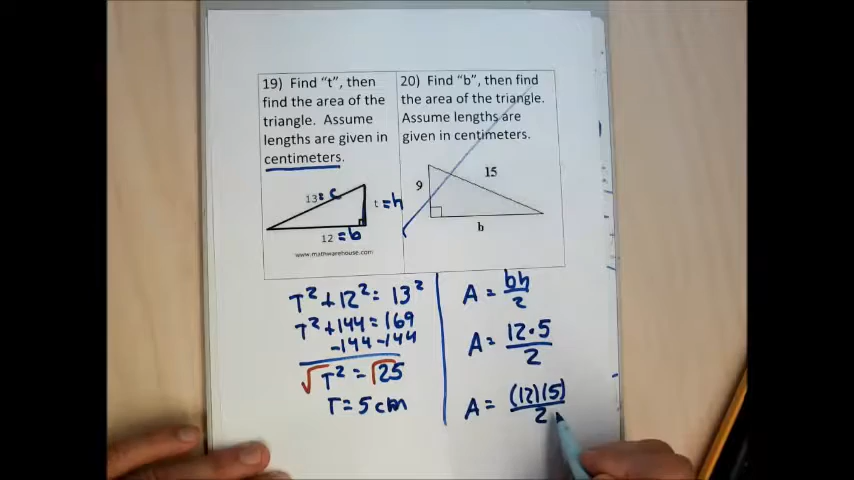 19) Find "t", then
find the area of the
triangle. Assume
lengths are given in
centimeters.
13 = c
t = h
12 = b
www.mathwarehouse.com
20) Find "b", then find
the area of the triangle.
Assume lengths are
given in centimeters.
15
9
b
T² + 12² = 13²
T² + 144 = 169
-144 -144
√T² = √25
T = 5 cm
A = bh/2
A = 12 • 5/2
A = (12)(5)/2